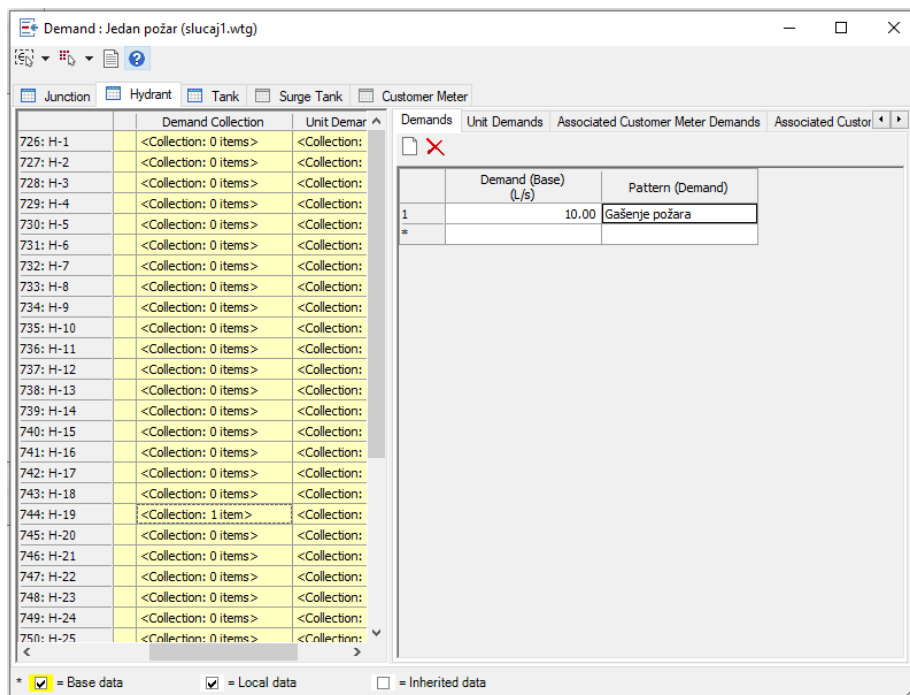 Demand : Jedan požar (slucaj1.wtg)
Junction Hydrant Tank Surge Tank Customer Meter
Demand Collection Unit Demar
726: H-1 <Collection: 0 items> <Collection:
727: H-2 <Collection: 0 items> <Collection:
728: H-3 <Collection: 0 items> <Collection:
729: H-4 <Collection: 0 items> <Collection:
730: H-5 <Collection: 0 items> <Collection:
731: H-6 <Collection: 0 items> <Collection:
732: H-7 <Collection: 0 items> <Collection:
733: H-8 <Collection: 0 items> <Collection:
734: H-9 <Collection: 0 items> <Collection:
735: H-10 <Collection: 0 items> <Collection:
736: H-11 <Collection: 0 items> <Collection:
737: H-12 <Collection: 0 items> <Collection:
738: H-13 <Collection: 0 items> <Collection:
739: H-14 <Collection: 0 items> <Collection:
740: H-15 <Collection: 0 items> <Collection:
741: H-16 <Collection: 0 items> <Collection:
742: H-17 <Collection: 0 items> <Collection:
743: H-18 <Collection: 0 items> <Collection:
744: H-19 <Collection: 1 item> <Collection:
745: H-20 <Collection: 0 items> <Collection:
746: H-21 <Collection: 0 items> <Collection:
747: H-22 <Collection: 0 items> <Collection:
748: H-23 <Collection: 0 items> <Collection:
749: H-24 <Collection: 0 items> <Collection:
750: H-25 <Collection: 0 items> <Collection:
Demands Unit Demands Associated Customer Meter Demands Associated Custor
Demand (Base)
(L/s)
Pattern (Demand)
1 10.00 Gašenje požara
*
* = Base data = Local data = Inherited data